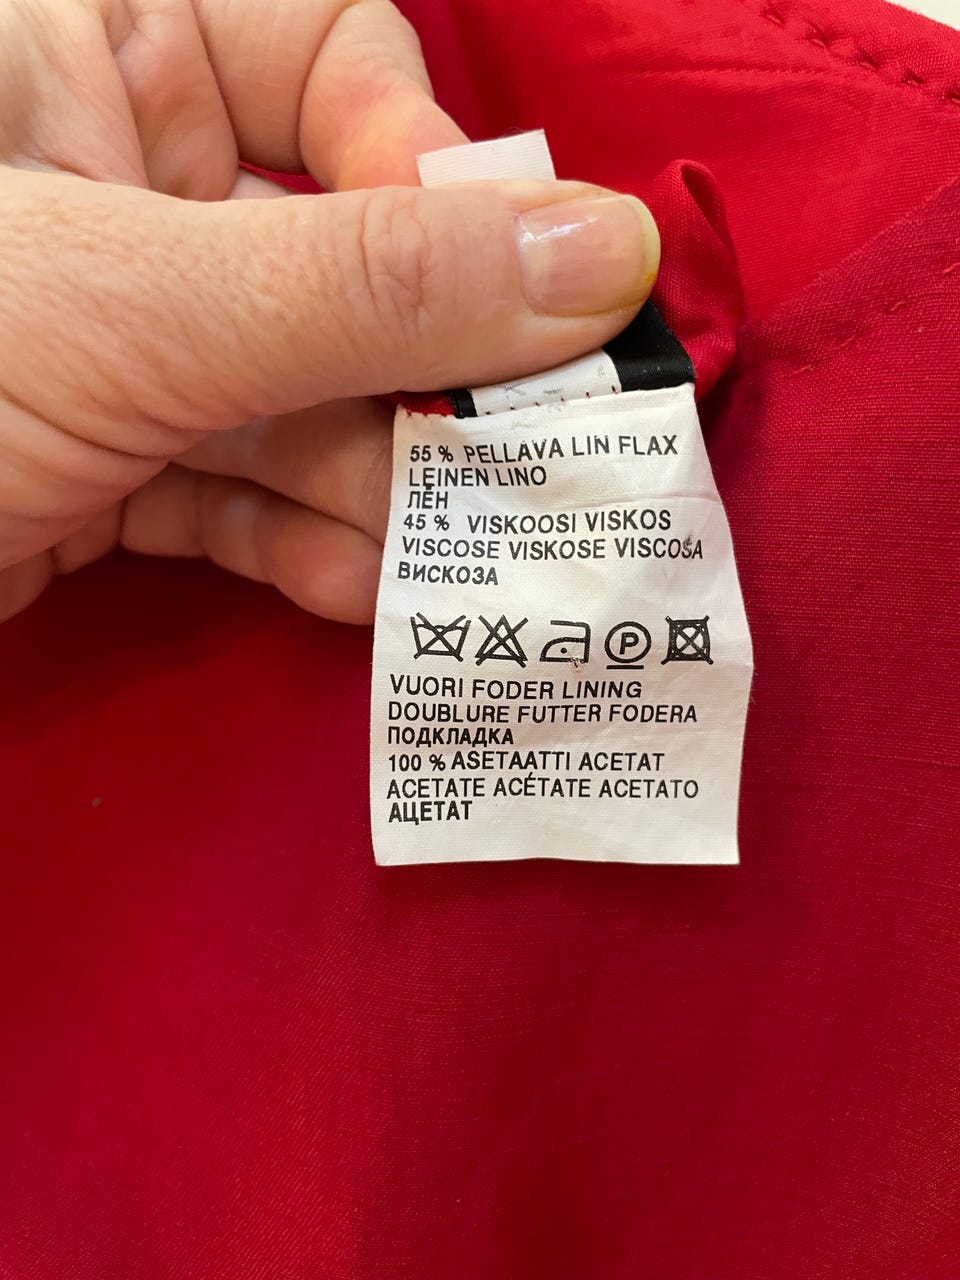 55 % PELLAVA LIN FLAX
LEINEN LINO
ЛЁН
45 % VISKOOSI VISKOS
VISCOSE VISKOSE VISCOSA
ВИСКОЗА
P
VUORI FODER LINING
DOUBLURE FUTTER FODERA
ПОДКЛАДКА
100 % ASETAATTI ACETAT
ACETATE ACÉTATE ACETATO
АЦЕТАТ